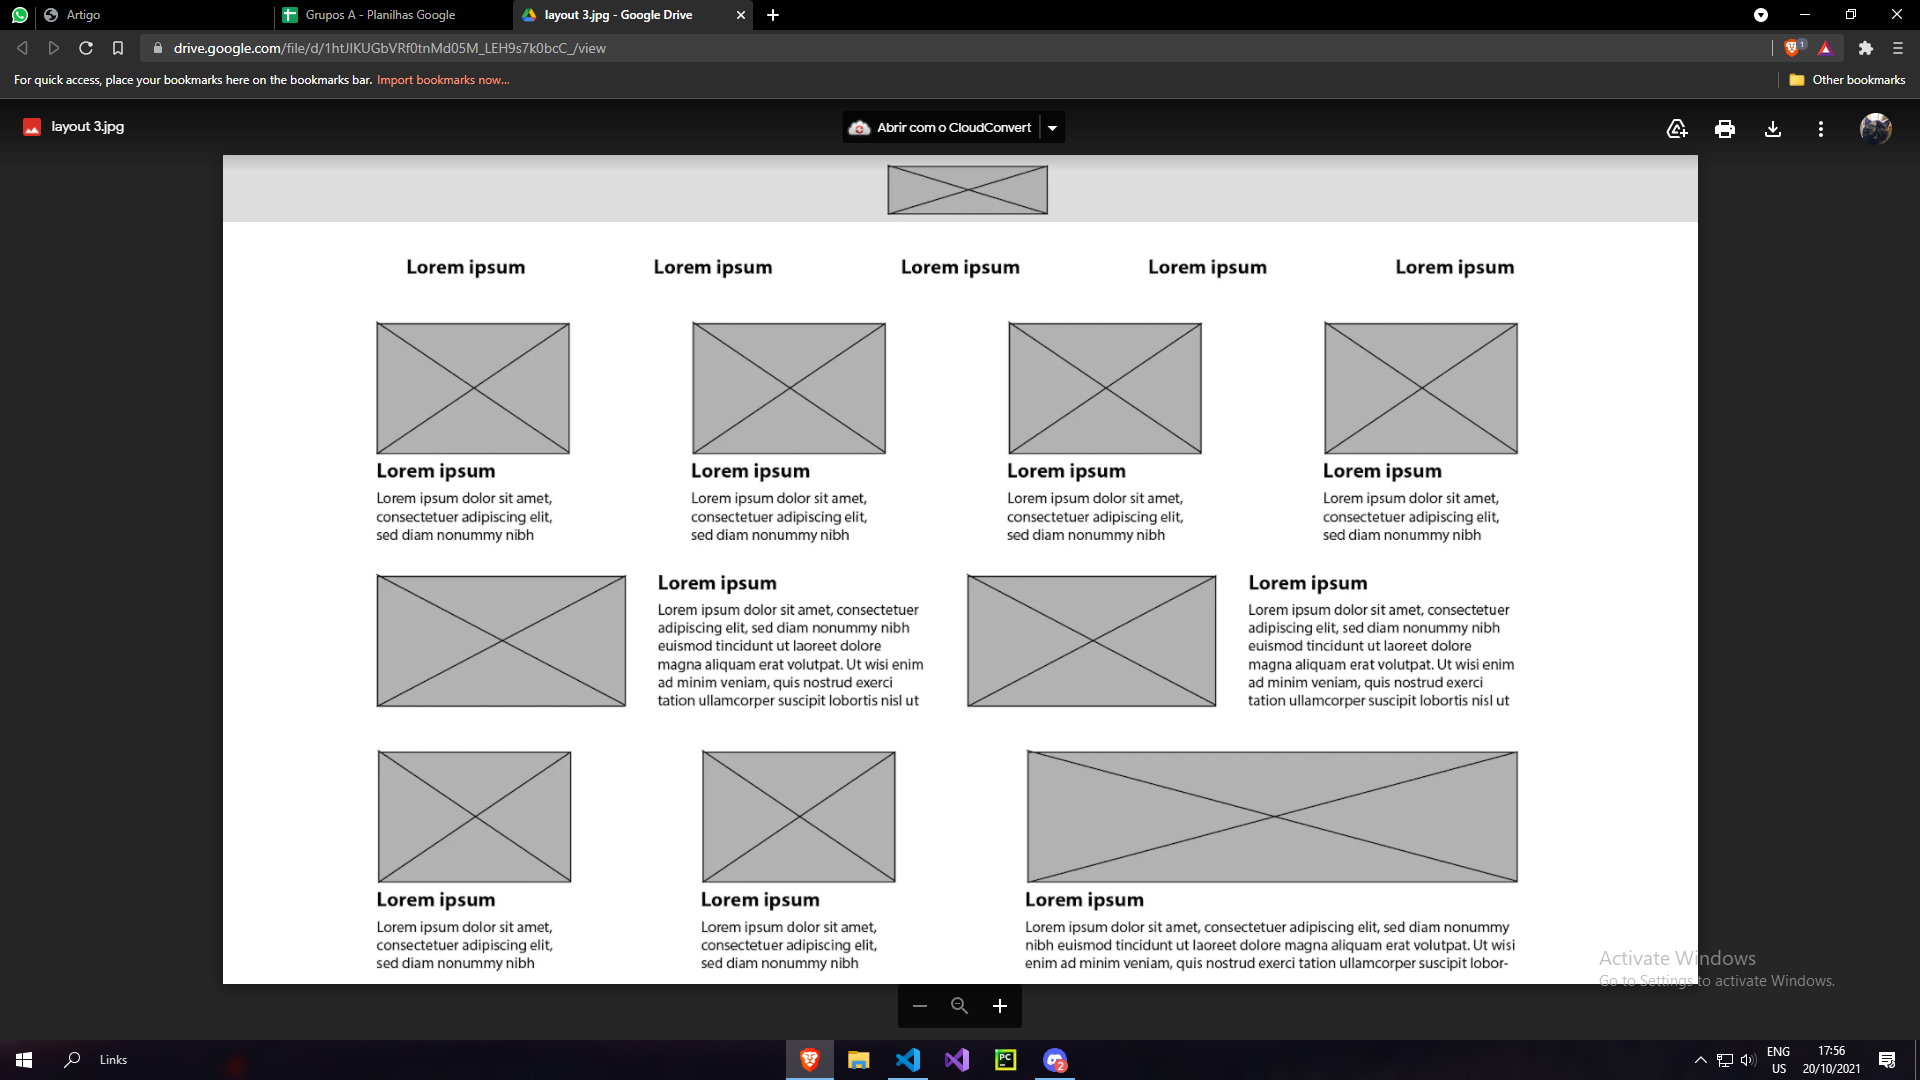 Artigo
Grupos A - Planilhas Google
layout 3.jpg - Google Drive
drive.google.com/file/d/1htJIKUGbVRf0tnMd05M_LEH9s7k0bcC_/view
1
For quick access, place your bookmarks here on the bookmarks bar. Import bookmarks now...
Other bookmarks
layout 3.jpg
Abrir com o CloudConvert
Lorem ipsum
Lorem ipsum
Lorem ipsum
Lorem ipsum
Lorem ipsum
Lorem ipsum
Lorem ipsum dolor sit amet,
consectetuer adipiscing elit,
sed diam nonummy nibh
Lorem ipsum
Lorem ipsum dolor sit amet,
consectetuer adipiscing elit,
sed diam nonummy nibh
Lorem ipsum
Lorem ipsum dolor sit amet,
consectetuer adipiscing elit,
sed diam nonummy nibh
Lorem ipsum
Lorem ipsum dolor sit amet,
consectetuer adipiscing elit,
sed diam nonummy nibh
Lorem ipsum
Lorem ipsum dolor sit amet, consectetuer
adipiscing elit, sed diam nonummy nibh
euismod tincidunt ut laoreet dolore
magna aliquam erat volutpat. Ut wisi enim
ad minim veniam, quis nostrud exerci
tation ullamcorper suscipit lobortis nisl ut
Lorem ipsum
Lorem ipsum dolor sit amet, consectetuer
adipiscing elit, sed diam nonummy nibh
euismod tincidunt ut laoreet dolore
magna aliquam erat volutpat. Ut wisi enim
ad minim veniam, quis nostrud exerci
tation ullamcorper suscipit lobortis nisl ut
Lorem ipsum
Lorem ipsum dolor sit amet,
consectetuer adipiscing elit,
sed diam nonummy nibh
Lorem ipsum
Lorem ipsum dolor sit amet,
consectetuer adipiscing elit,
sed diam nonummy nibh
Lorem ipsum
Lorem ipsum dolor sit amet, consectetuer adipiscing elit, sed diam nonummy
nibh euismod tincidunt ut laoreet dolore magna aliquam erat volutpat. Ut wisi
enim ad minim veniam, quis nostrud exerci tation ullamcorper suscipit lobor-
Activate Windows
Go to Settings to activate Windows.
Links
PC
2
ENG
US
17:56
20/10/2021